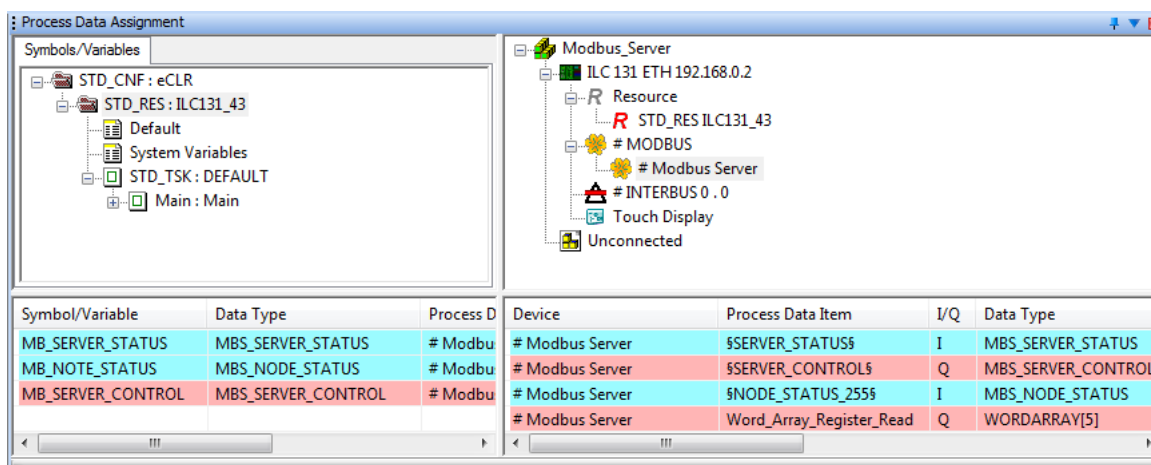 Process Data Assignment
Symbols/Variables
STD_CNF : eCLR
STD_RES : ILC131_43
Default
System Variables
STD_TSK : DEFAULT
Main : Main
Modbus_Server
ILC 131 ETH 192.168.0.2
R Resource
R STD_RES ILC131_43
# MODBUS
# Modbus Server
# INTERBUS 0 . 0
Touch Display
Unconnected
Symbol/Variable Data Type Process D
MB_SERVER_STATUS MBS_SERVER_STATUS # Modbu
MB_NOTE_STATUS MBS_NODE_STATUS # Modbu
MB_SERVER_CONTROL MBS_SERVER_CONTROL # Modbu
Device Process Data Item I/Q Data Type
# Modbus Server §SERVER_STATUS§ I MBS_SERVER_STATUS
# Modbus Server §SERVER_CONTROL§ Q MBS_SERVER_CONTROL
# Modbus Server §NODE_STATUS_255§ I MBS_NODE_STATUS
# Modbus Server Word_Array_Register_Read Q WORDARRAY[5]